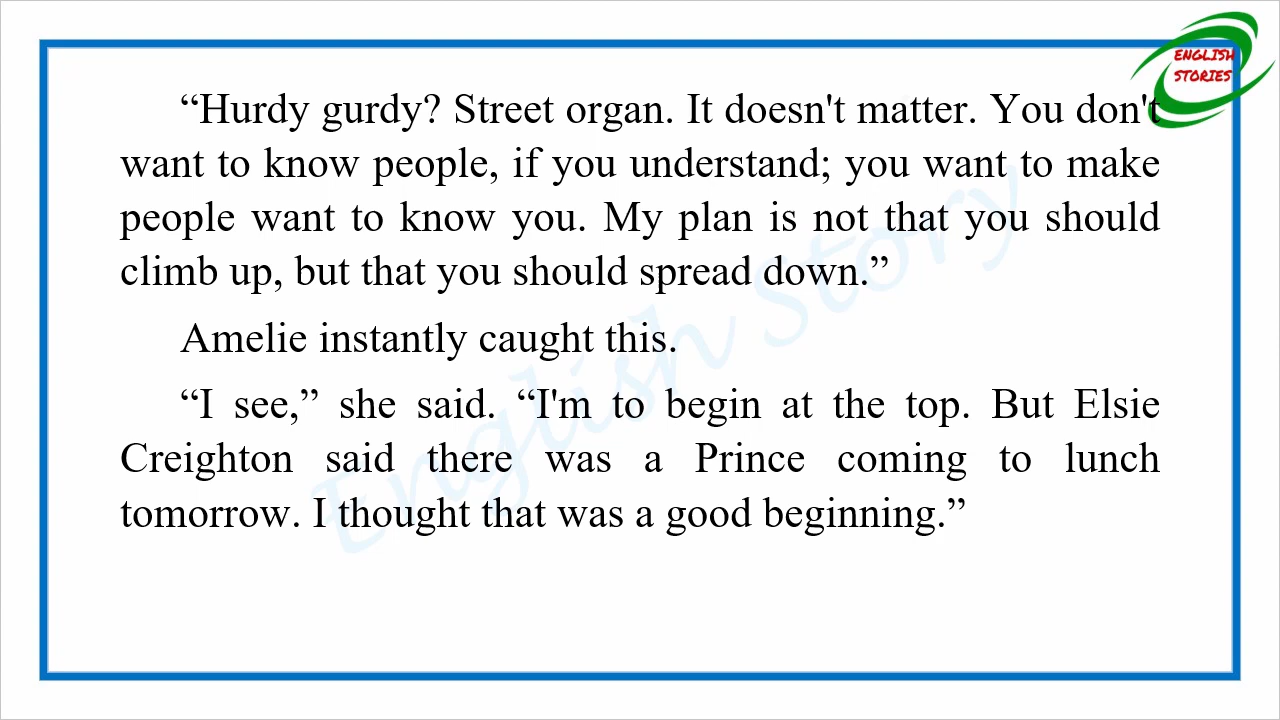 ENGLISH
STORIES
“Hurdy gurdy? Street organ. It doesn't matter. You don't
want to know people, if you understand; you want to make
people want to know you. My plan is not that you should
climb up, but that you should spread down.”
Amelie instantly caught this.
“I see,” she said. “I'm to begin at the top. But Elsie
Creighton said there was a Prince coming to lunch
tomorrow. I thought that was a good beginning.”
English Story